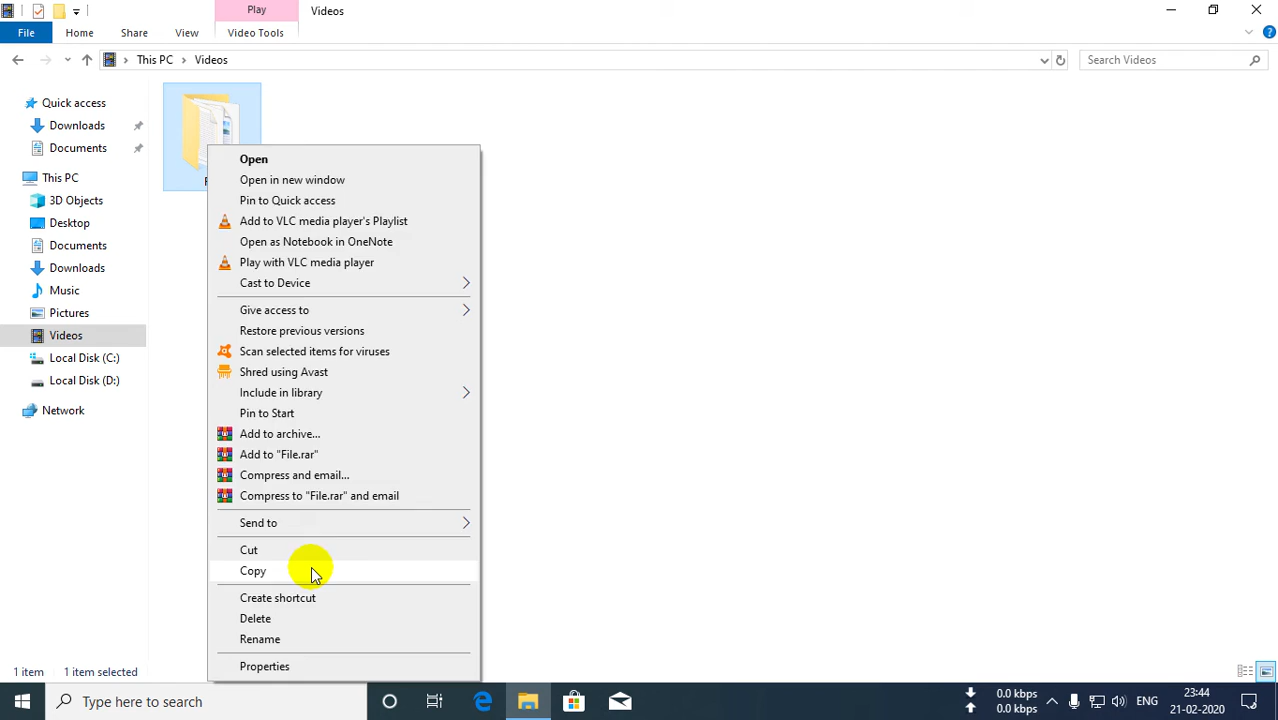 Play
Videos
File
Home
Share
View
Video Tools
This PC
Videos
Search Videos
Quick access
Downloads
Documents
This PC
3D Objects
Desktop
Documents
Downloads
Music
Pictures
Videos
Local Disk (C:)
Local Disk (D:)
Network
Open
Open in new window
Pin to Quick access
Add to VLC media player's Playlist
Open as Notebook in OneNote
Play with VLC media player
Cast to Device
Give access to
Restore previous versions
Scan selected items for viruses
Shred using Avast
Include in library
Pin to Start
Add to archive...
Add to "File.rar"
Compress and email...
Compress to "File.rar" and email
Send to
Cut
Copy
Create shortcut
Delete
Rename
Properties
1 item
1 item selected
Type here to search
0.0 kbps
0.0 kbps
ENG
23:44
21-02-2020